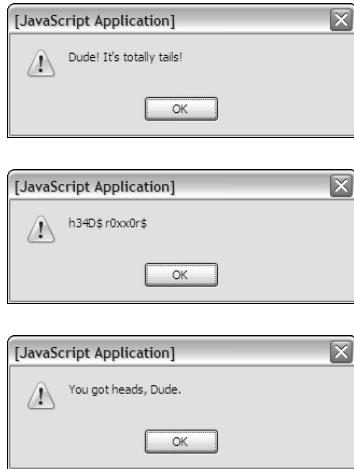 [JavaScript Application]
Dude! It's totally tails!
OK
[JavaScript Application]
h34D$ r0xx0r$
OK
[JavaScript Application]
You got heads, Dude.
OK